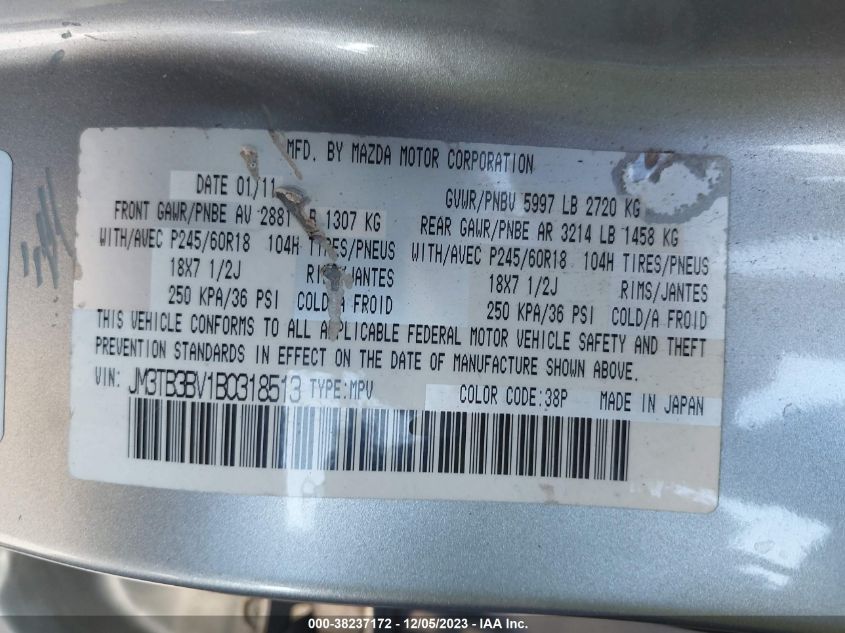 MFD. BY MAZDA MOTOR CORPORATION
DATE 01/11 GVWR/PNBV 5997 LB 2720 KG
FRONT GAWR/PNBE AV 2881 B 1307 KG REAR GAWR/PNBE AR 3214 LB 1458 KG
WITH/AVEC P245/60R18 104H TIRES/PNEUS WITH/AVEC P245/60R18 104H TIRES/PNEUS
18X7 1/2J RIMS/JANTES 18X7 1/2J RIMS/JANTES
250 KPA/36 PSI COLD/A FROID 250 KPA/36 PSI COLD/A FROID
THIS VEHICLE CONFORMS TO ALL APPLICABLE FEDERAL MOTOR VEHICLE SAFETY AND THEFT
PREVENTION STANDARDS IN EFFECT ON THE DATE OF MANUFACTURE SHOWN ABOVE.
VIN: JM3TB3BV1B0318513 TYPE:MPV COLOR CODE:38P MADE IN JAPAN
000-38237172 - 12/05/2023 - IAA Inc.